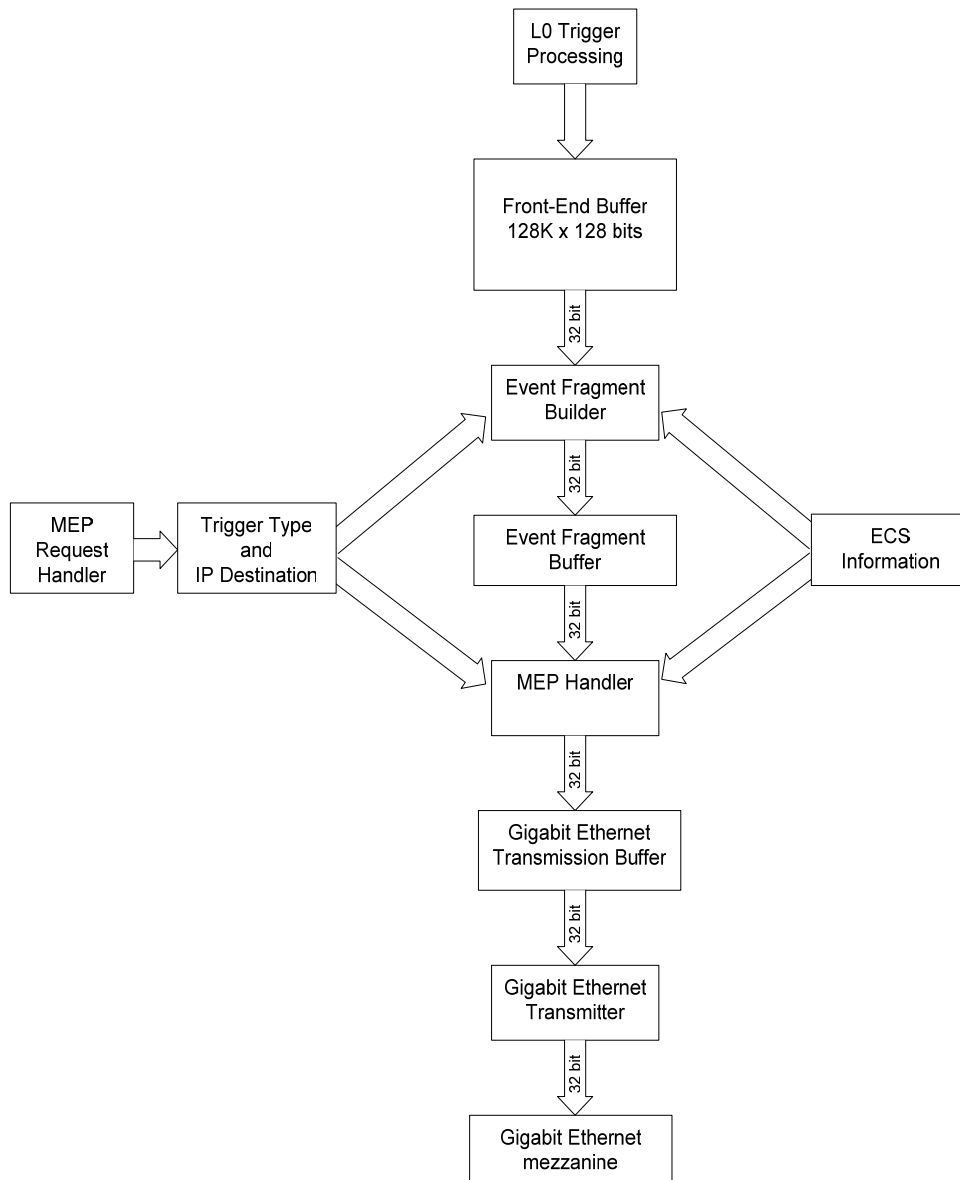 L0 Trigger
Processing
Front-End Buffer
128K x 128 bits
32 bit
Event Fragment
Builder
32 bit
MEP
Request
Handler
Trigger Type
and
IP Destination
Event Fragment
Buffer
ECS
Information
32 bit
MEP Handler
32 bit
Gigabit Ethernet
Transmission Buffer
32 bit
Gigabit Ethernet
Transmitter
32 bit
Gigabit Ethernet
mezzanine